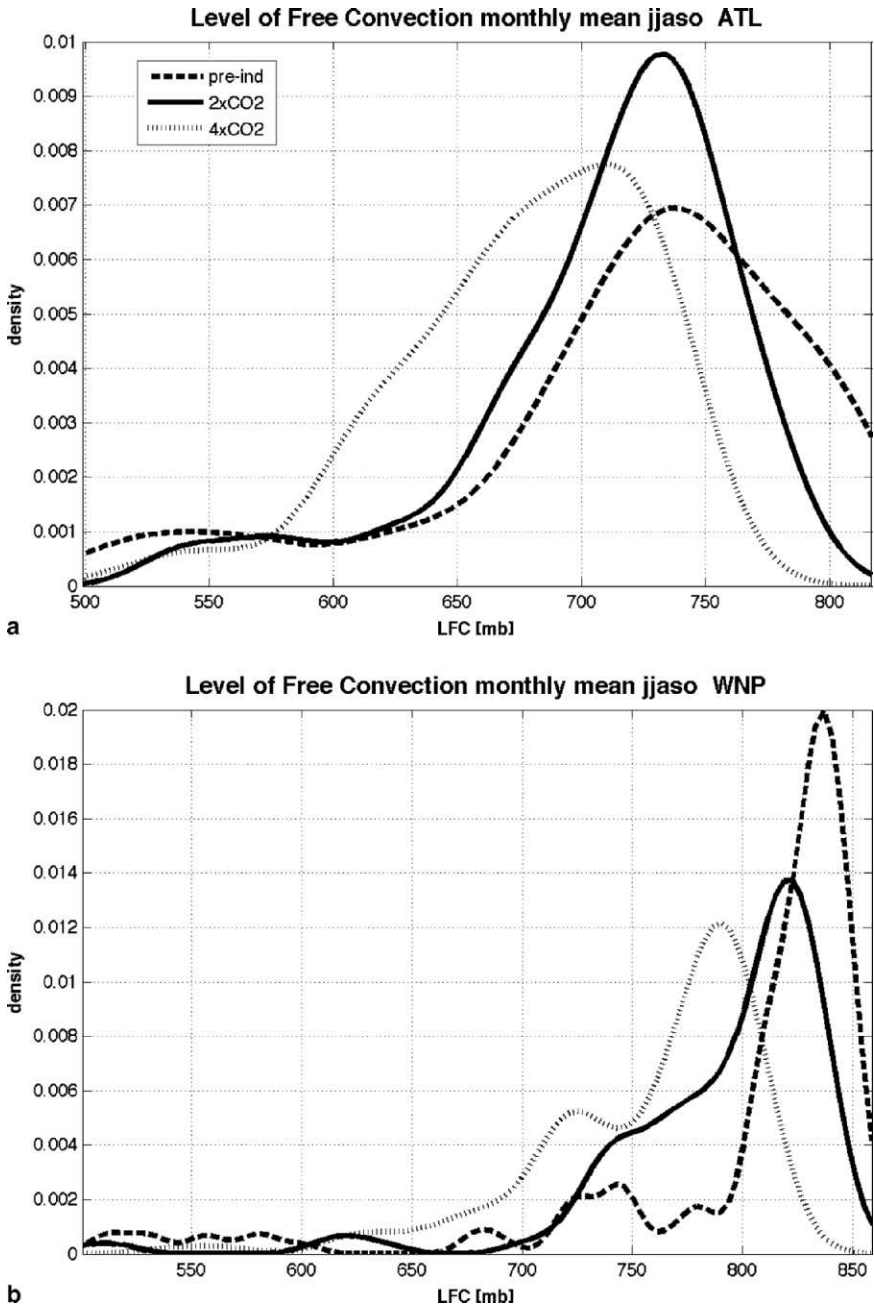 Level of Free Convection monthly mean jjaso ATL
0.01
0.009
0.008
0.007
0.006
0.005
0.004
0.003
0.002
0.001
0
density
pre-ind
2xCO2
4xCO2
500 550 600 650 700 750 800
LFC [mb]
a
Level of Free Convection monthly mean jjaso WNP
0.02
0.018
0.016
0.014
0.012
0.01
0.008
0.006
0.004
0.002
0
density
550 600 650 700 750 800 850
LFC [mb]
b